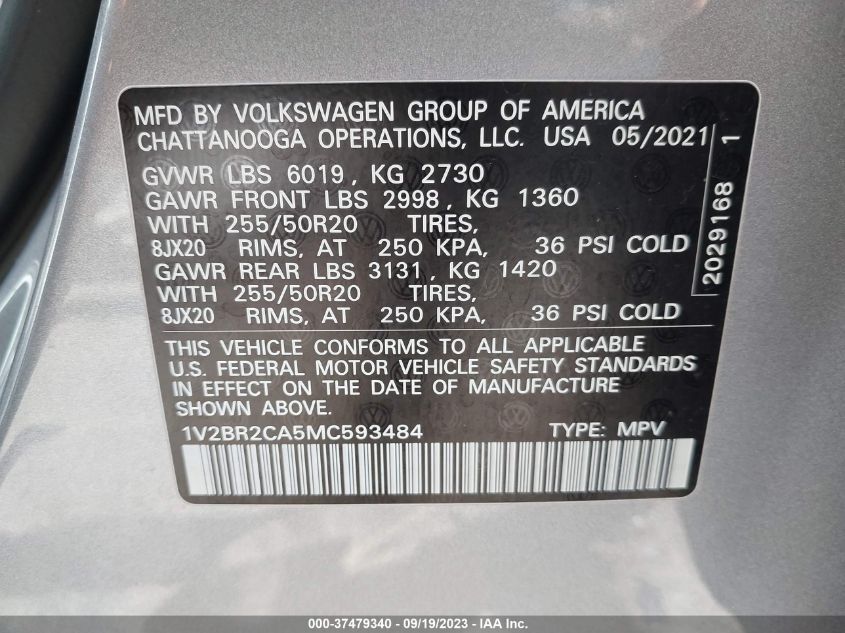 MFD BY VOLKSWAGEN GROUP OF AMERICA
CHATTANOOGA OPERATIONS, LLC. USA 05/2021
GVWR LBS 6019, KG 2730
GAWR FRONT LBS 2998, KG 1360
WITH 255/50R20 TIRES,
8JX20 RIMS, AT 250 KPA, 36 PSI COLD
GAWR REAR LBS 3131, KG 1420
WITH 255/50R20 TIRES,
8JX20 RIMS, AT 250 KPA, 36 PSI COLD
2029168 1
THIS VEHICLE CONFORMS TO ALL APPLICABLE
U.S. FEDERAL MOTOR VEHICLE SAFETY STANDARDS
IN EFFECT ON THE DATE OF MANUFACTURE
SHOWN ABOVE.
1V2BR2CA5MC593484 TYPE: MPV
000-37479340 - 09/19/2023 - IAA Inc.